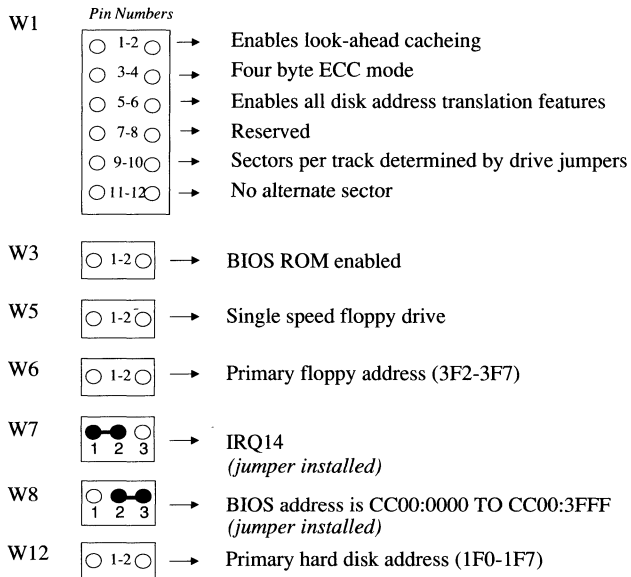 Pin Numbers
W1
1-2 → Enables look-ahead cacheing
3-4 → Four byte ECC mode
5-6 → Enables all disk address translation features
7-8 → Reserved
9-10 → Sectors per track determined by drive jumpers
11-12 → No alternate sector
W3 1-2 → BIOS ROM enabled
W5 1-2 → Single speed floppy drive
W6 1-2 → Primary floppy address (3F2-3F7)
W7 1 2 3 → IRQ14
(jumper installed)
W8 1 2 3 → BIOS address is CC00:0000 TO CC00:3FFF
(jumper installed)
W12 1-2 → Primary hard disk address (1F0-1F7)